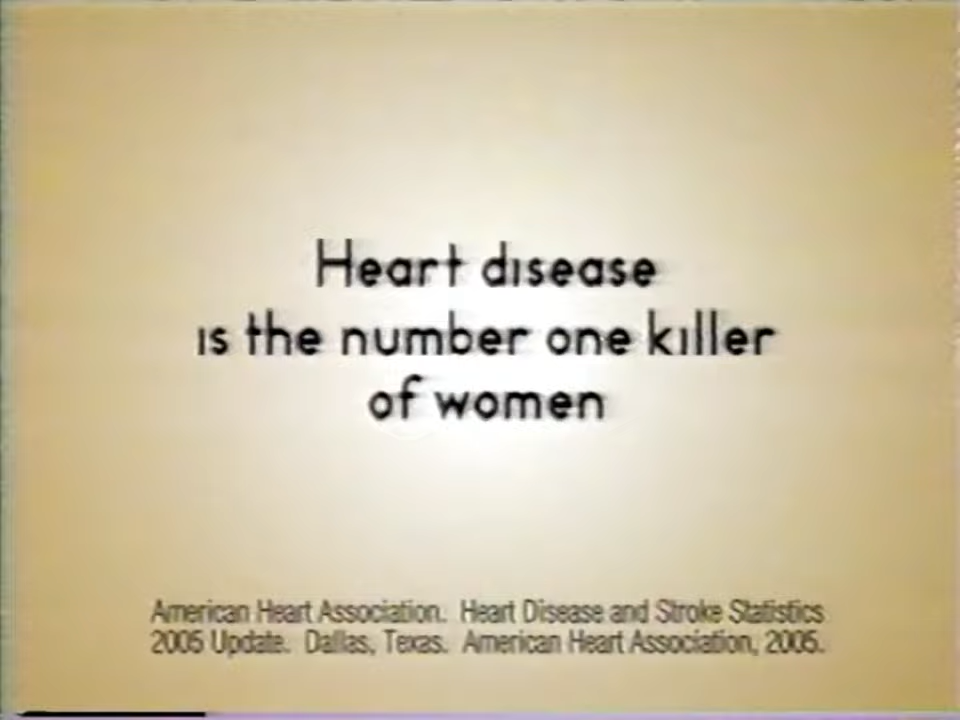 Heart disease
is the number one killer
of women
American Heart Association. Heart Disease and Stroke Statistics
2005 Update. Dallas, Texas. American Heart Association, 2005.